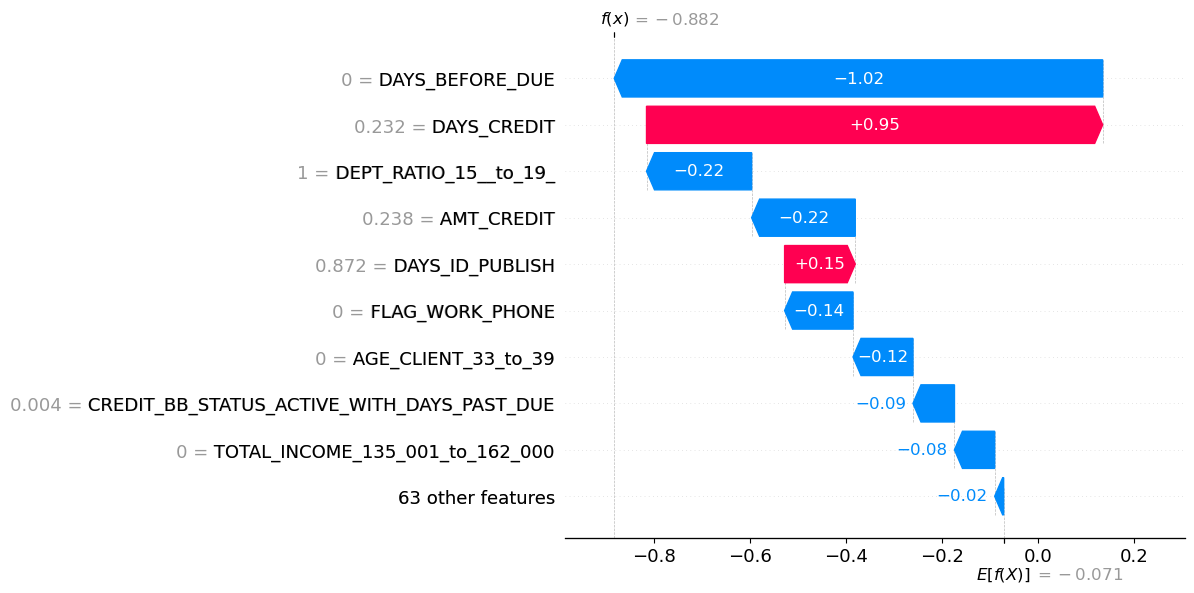 f(x) = −0.882
0 = DAYS_BEFORE_DUE
−1.02
0.232 = DAYS_CREDIT
+0.95
1 = DEPT_RATIO_15__to_19_
−0.22
0.238 = AMT_CREDIT
−0.22
0.872 = DAYS_ID_PUBLISH
+0.15
0 = FLAG_WORK_PHONE
−0.14
0 = AGE_CLIENT_33_to_39
−0.12
0.004 = CREDIT_BB_STATUS_ACTIVE_WITH_DAYS_PAST_DUE
−0.09
0 = TOTAL_INCOME_135_001_to_162_000
−0.08
63 other features
−0.02
−0.8 −0.6 −0.4 −0.2 0.0 0.2
E[f(X)] = −0.071